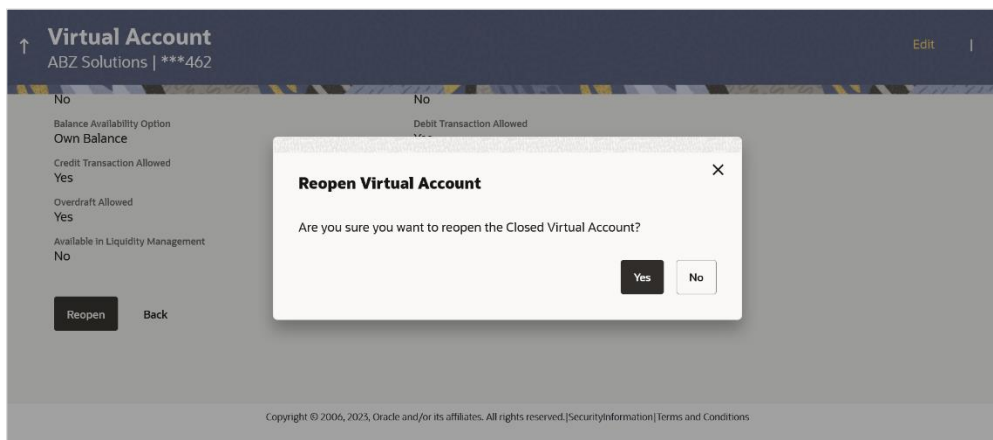 Virtual Account
ABZ Solutions | ***462
Edit |
No No
Balance Availability Option Debit Transaction Allowed
Own Balance
Credit Transaction Allowed
Yes
Overdraft Allowed
Yes
Available in Liquidity Management
No
Reopen Back
Reopen Virtual Account
Are you sure you want to reopen the Closed Virtual Account?
Yes No
Copyright © 2006, 2023, Oracle and/or its affiliates. All rights reserved.|SecurityInformation|Terms and Conditions